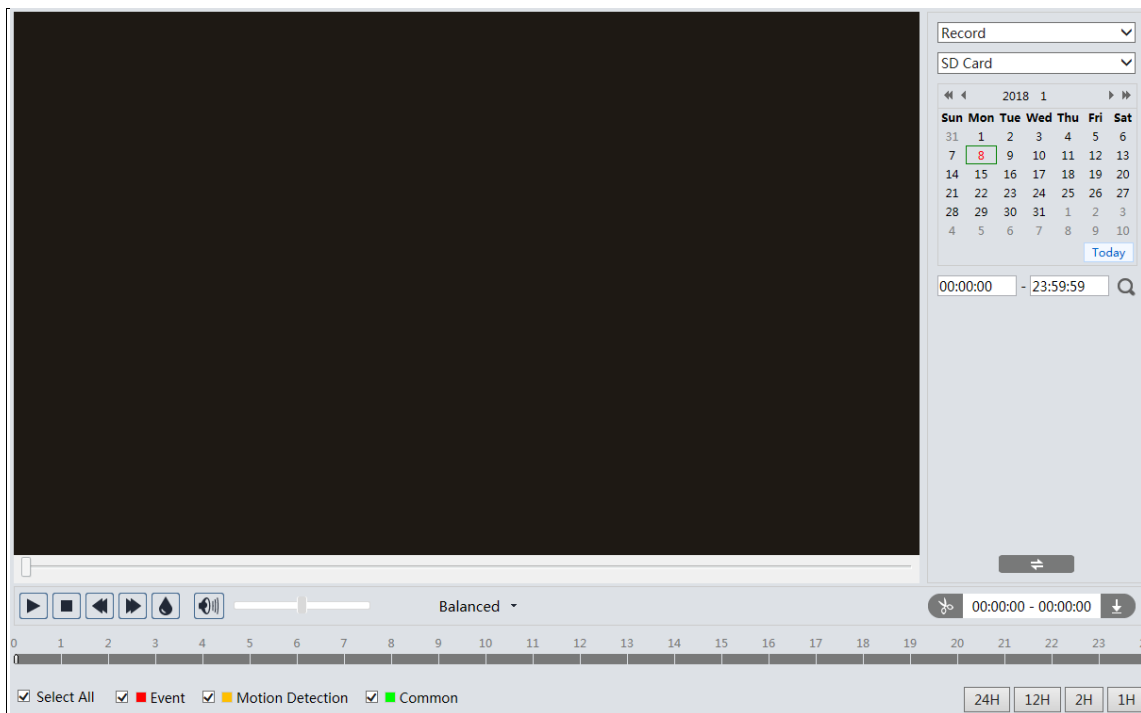 Record
SD Card
2018 1
Sun Mon Tue Wed Thu Fri Sat
31 1 2 3 4 5 6
7 8 9 10 11 12 13
14 15 16 17 18 19 20
21 22 23 24 25 26 27
28 29 30 31 1 2 3
4 5 6 7 8 9 10
Today
00:00:00 - 23:59:59
Balanced
00:00:00 - 00:00:00
0 1 2 3 4 5 6 7 8 9 10 11 12 13 14 15 16 17 18 19 20 21 22 23
Select All Event Motion Detection Common
24H 12H 2H 1H